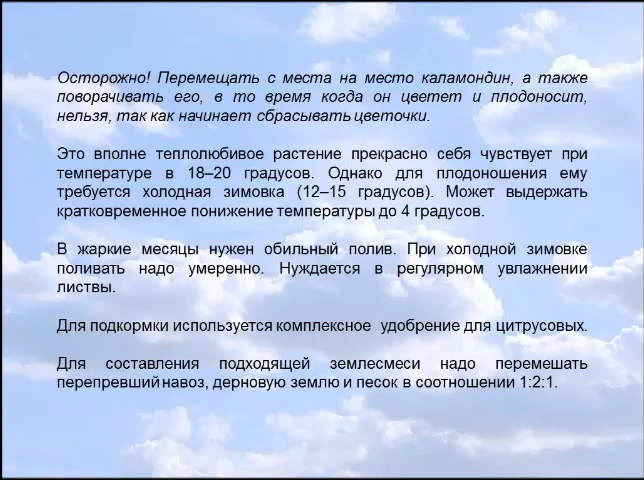 Осторожно! Перемещать с места на место каламондин, а также
поворачивать его, в то время когда он цветет и плодоносит,
нельзя, так как начинает сбрасывать цветочки.
Это вполне теплолюбивое растение прекрасно себя чувствует при
температуре в 18–20 градусов. Однако для плодоношения ему
требуется холодная зимовка (12–15 градусов). Может выдержать
кратковременное понижение температуры до 4 градусов.
В жаркие месяцы нужен обильный полив. При холодной зимовке
поливать надо умеренно. Нуждается в регулярном увлажнении
листвы.
Для подкормки используется комплексное удобрение для цитрусовых.
Для составления подходящей землесмеси надо перемешать
перепревший навоз, дерновую землю и песок в соотношении 1:2:1.